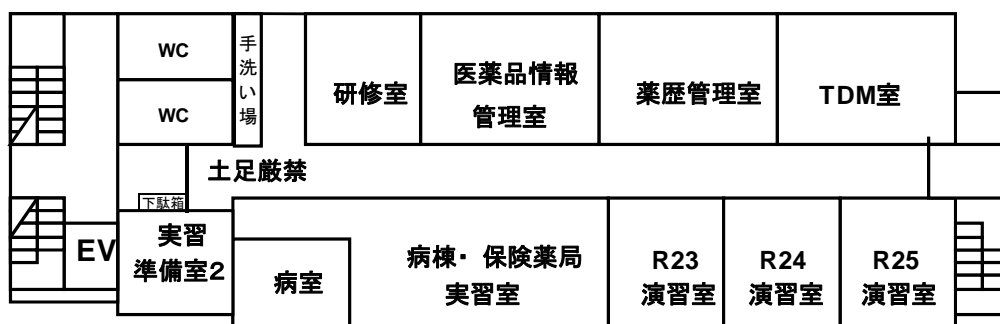 WC
WC
手洗い場
研修室
医薬品情報
管理室
薬歴管理室
TDM室
土足厳禁
下駄箱
EV
実習
準備室2
病室
病棟・保険薬局
実習室
R23
演習室
R24
演習室
R25
演習室